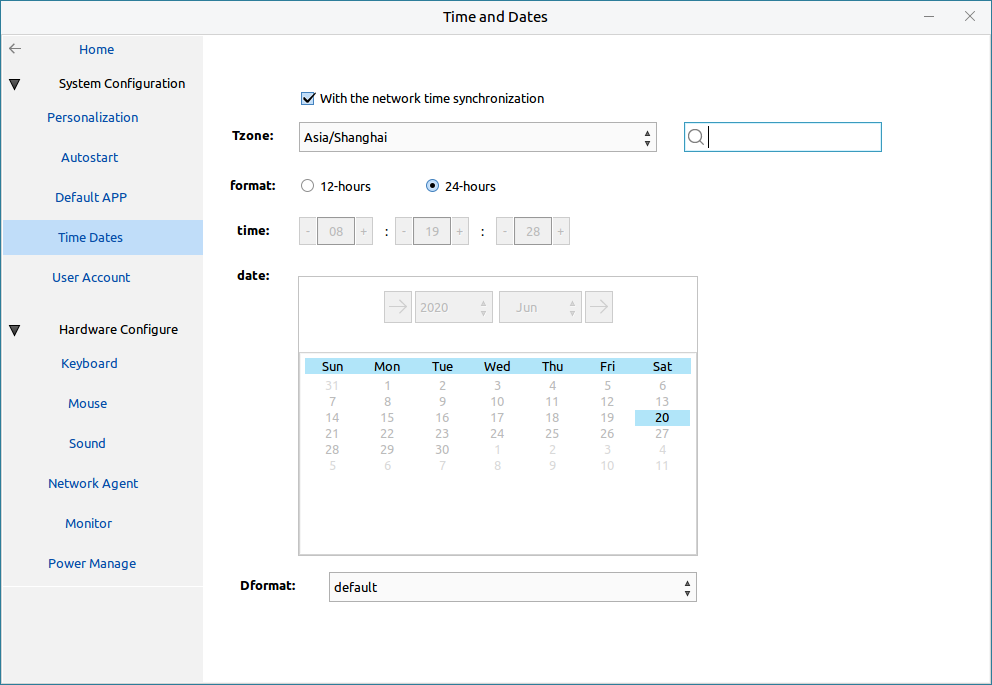 Time and Dates
Home
System Configuration
Personalization
Autostart
Default APP
Time Dates
User Account
Hardware Configure
Keyboard
Mouse
Sound
Network Agent
Monitor
Power Manage
With the network time synchronization
Tzone: Asia/Shanghai
format: 12-hours 24-hours
time: - 08 + : - 19 + : - 28 +
date:
2020 Jun
Sun Mon Tue Wed Thu Fri Sat
31 1 2 3 4 5 6
7 8 9 10 11 12 13
14 15 16 17 18 19 20
21 22 23 24 25 26 27
28 29 30 1 2 3 4
5 6 7 8 9 10 11
Dformat: default